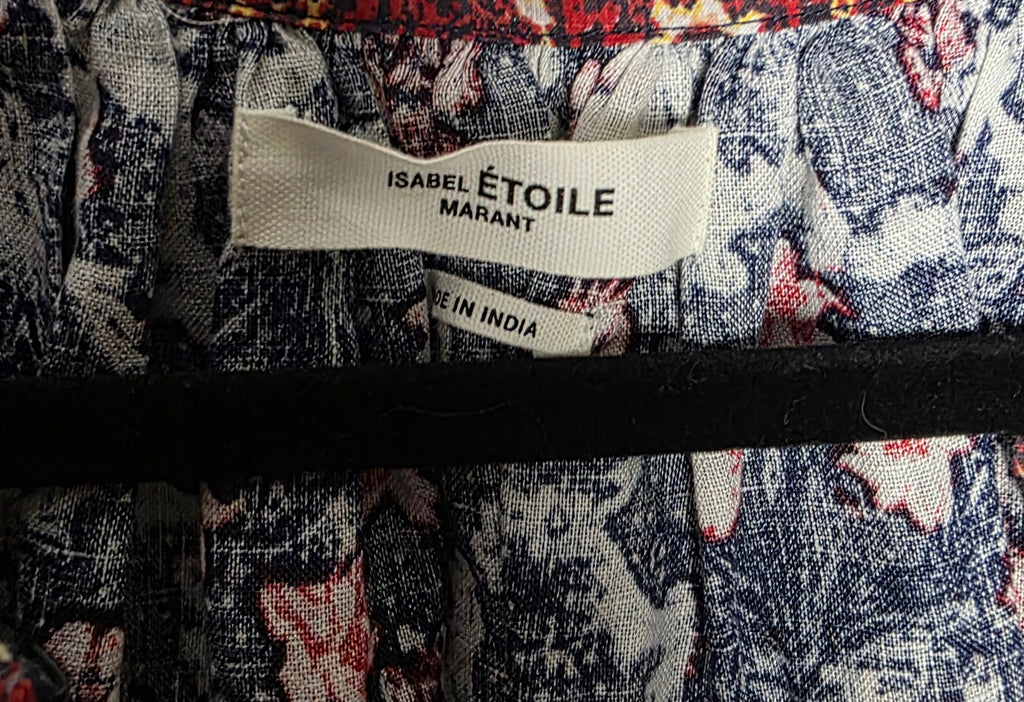 ISABEL ÉTOILE
MARANT
DE IN INDIA